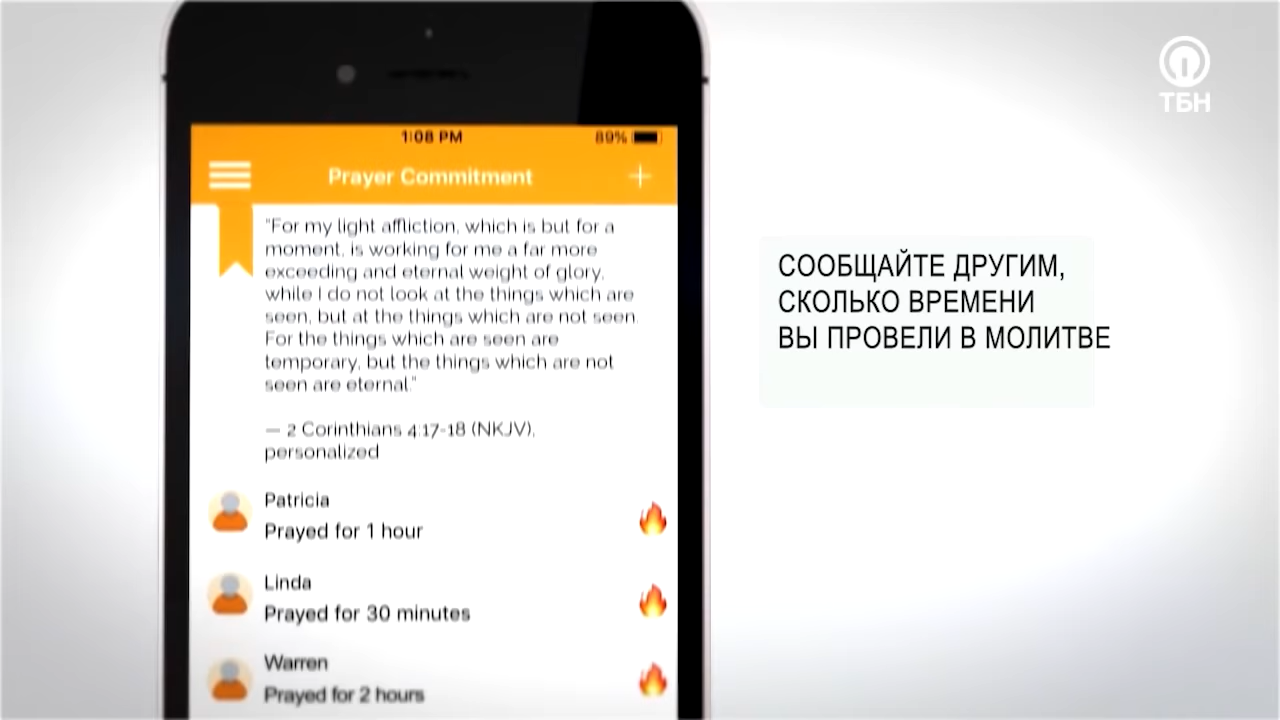 1:08 PM
89%
Prayer Commitment
"For my light affliction, which is but for a
moment, is working for me a far more
exceeding and eternal weight of glory,
while I do not look at the things which are
seen, but at the things which are not seen.
For the things which are seen are
temporary, but the things which are not
seen are eternal."
— 2 Corinthians 4:17-18 (NKJV),
personalized
Patricia
Prayed for 1 hour
Linda
Prayed for 30 minutes
Warren
Prayed for 2 hours
ТБН
СООБЩАЙТЕ ДРУГИМ,
СКОЛЬКО ВРЕМЕНИ
ВЫ ПРОВЕЛИ В МОЛИТВЕ